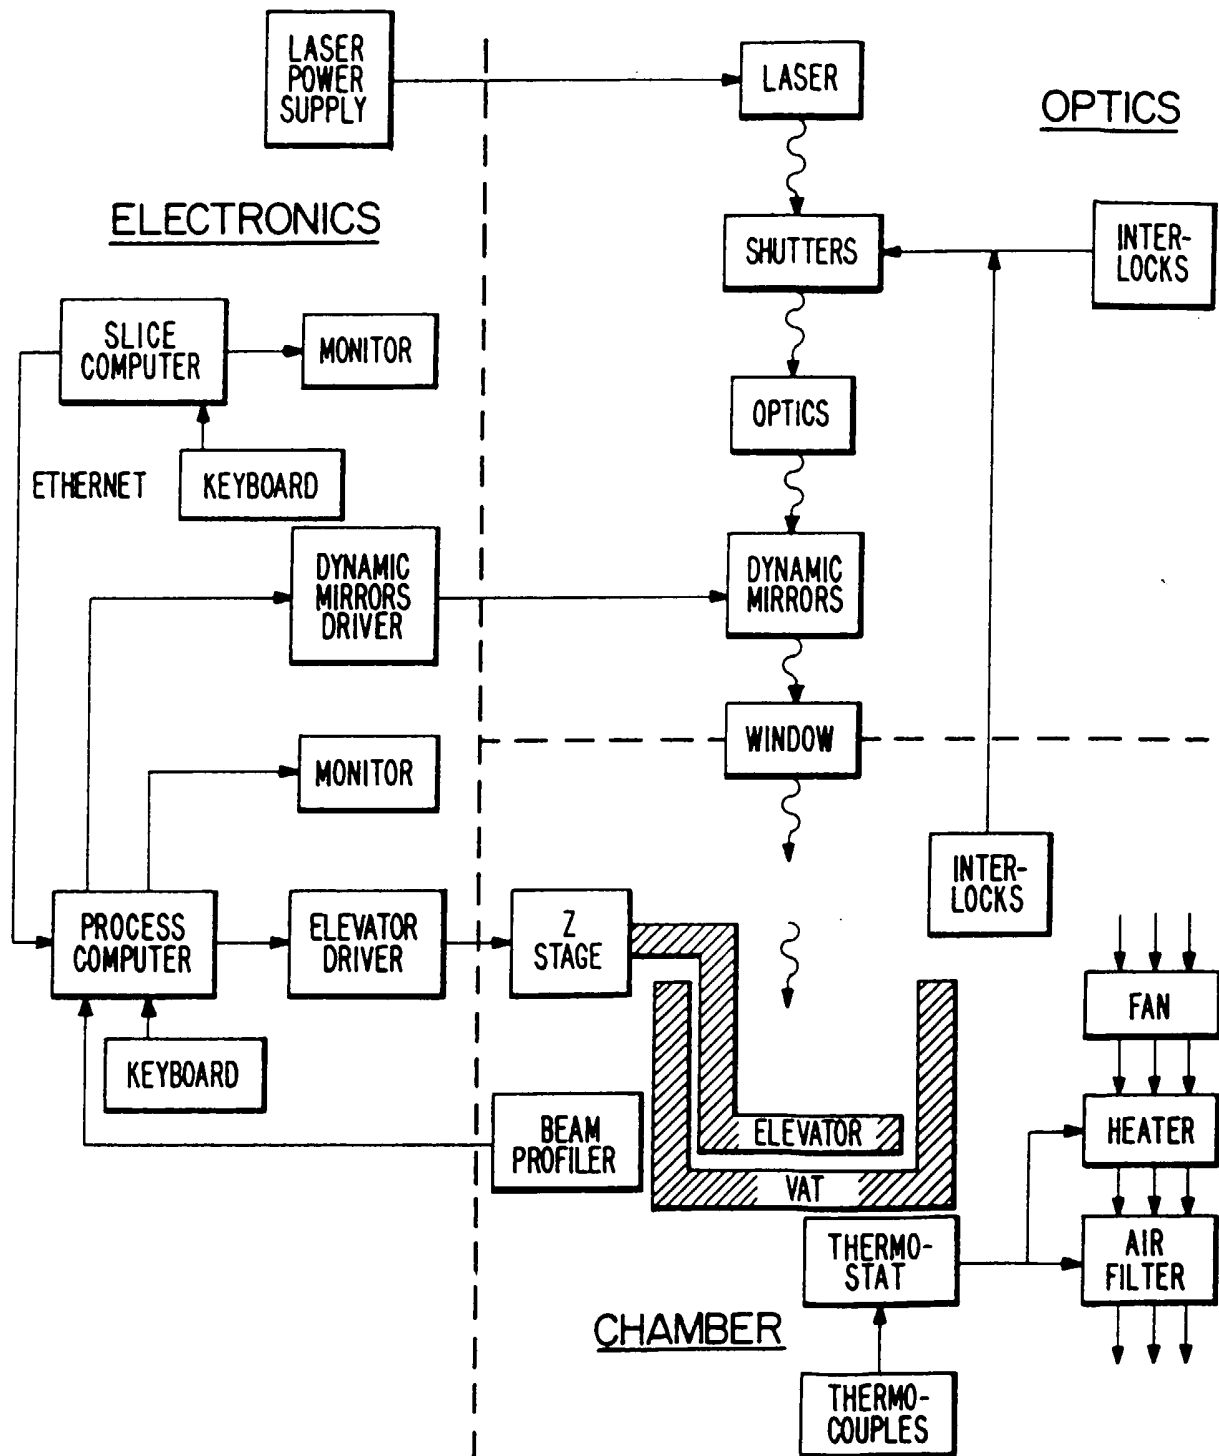 LASER
POWER
SUPPLY
LASER
OPTICS
ELECTRONICS
SHUTTERS
INTER-
LOCKS
SLICE
COMPUTER
MONITOR
OPTICS
ETHERNET
KEYBOARD
DYNAMIC
MIRRORS
DRIVER
DYNAMIC
MIRRORS
WINDOW
MONITOR
INTER-
LOCKS
PROCESS
COMPUTER
ELEVATOR
DRIVER
Z
STAGE
FAN
KEYBOARD
BEAM
PROFILER
ELEVATOR
HEATER
VAT
THERMO-
STAT
AIR
FILTER
CHAMBER
THERMO-
COUPLES